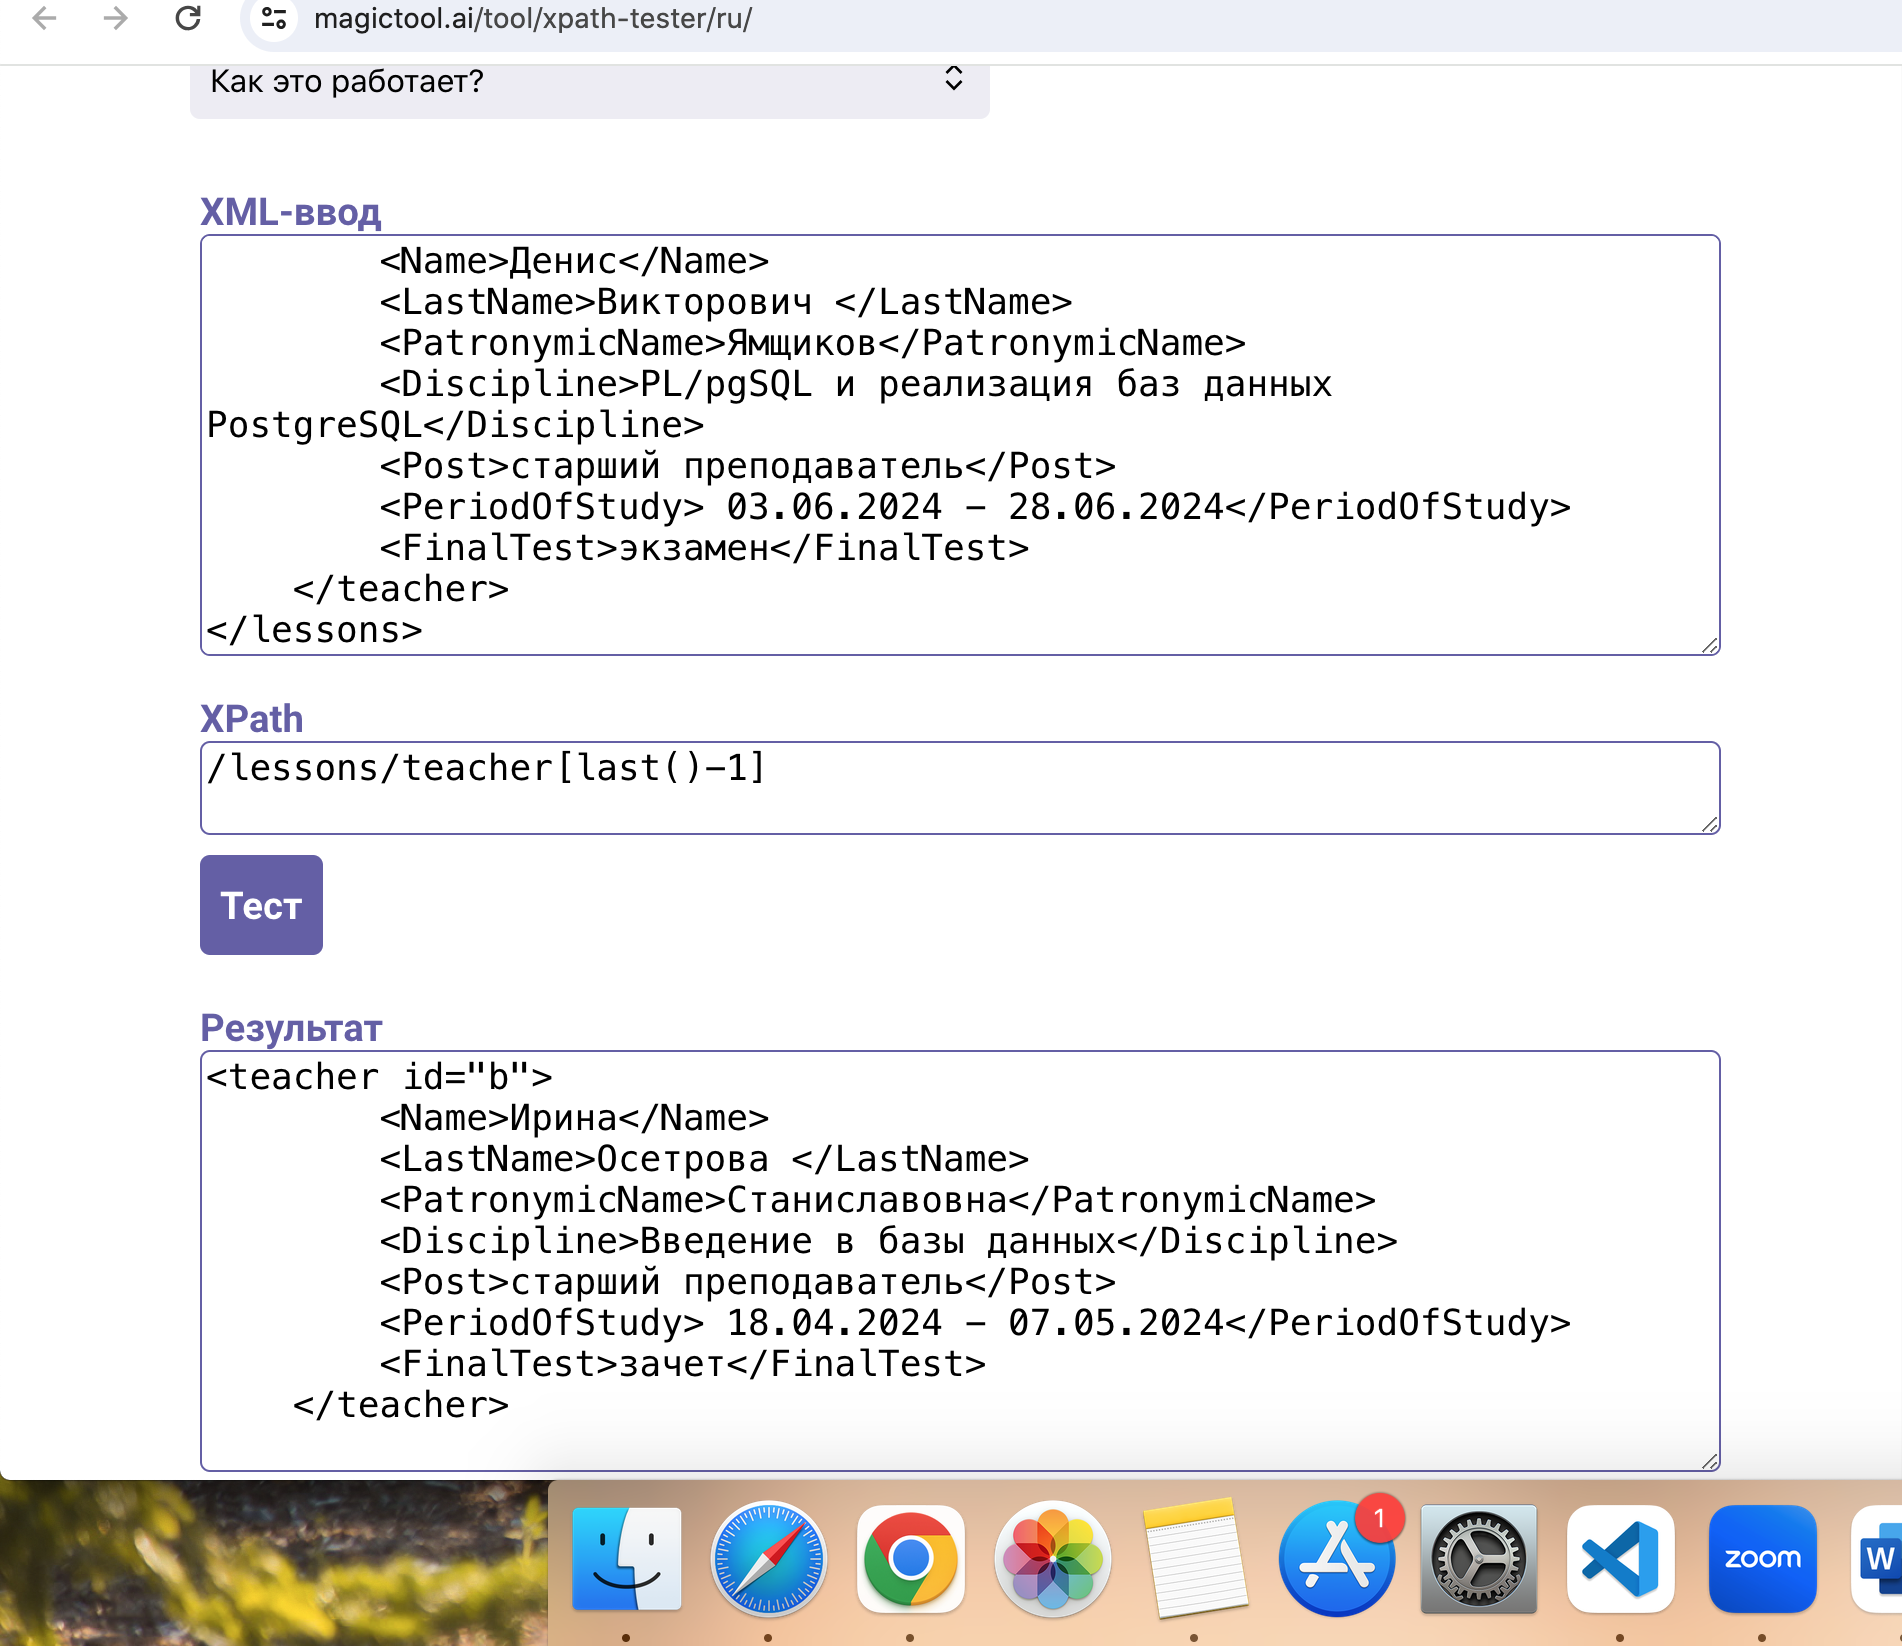 magictool.ai/tool/xpath-tester/ru/
Как это работает?
XML-ввод
<Name>Денис</Name>
<LastName>Викторович </LastName>
<PatronymicName>Ямщиков</PatronymicName>
<Discipline>PL/pgSQL и реализация баз данных
PostgreSQL</Discipline>
<Post>старший преподаватель</Post>
<PeriodOfStudy> 03.06.2024 – 28.06.2024</PeriodOfStudy>
<FinalTest>экзамен</FinalTest>
</teacher>
</lessons>
XPath
/lessons/teacher[last()-1]
Тест
Результат
<teacher id="b">
<Name>Ирина</Name>
<LastName>Осетрова </LastName>
<PatronymicName>Станиславовна</PatronymicName>
<Discipline>Введение в базы данных</Discipline>
<Post>старший преподаватель</Post>
<PeriodOfStudy> 18.04.2024 – 07.05.2024</PeriodOfStudy>
<FinalTest>зачет</FinalTest>
</teacher>
1
zoom
W